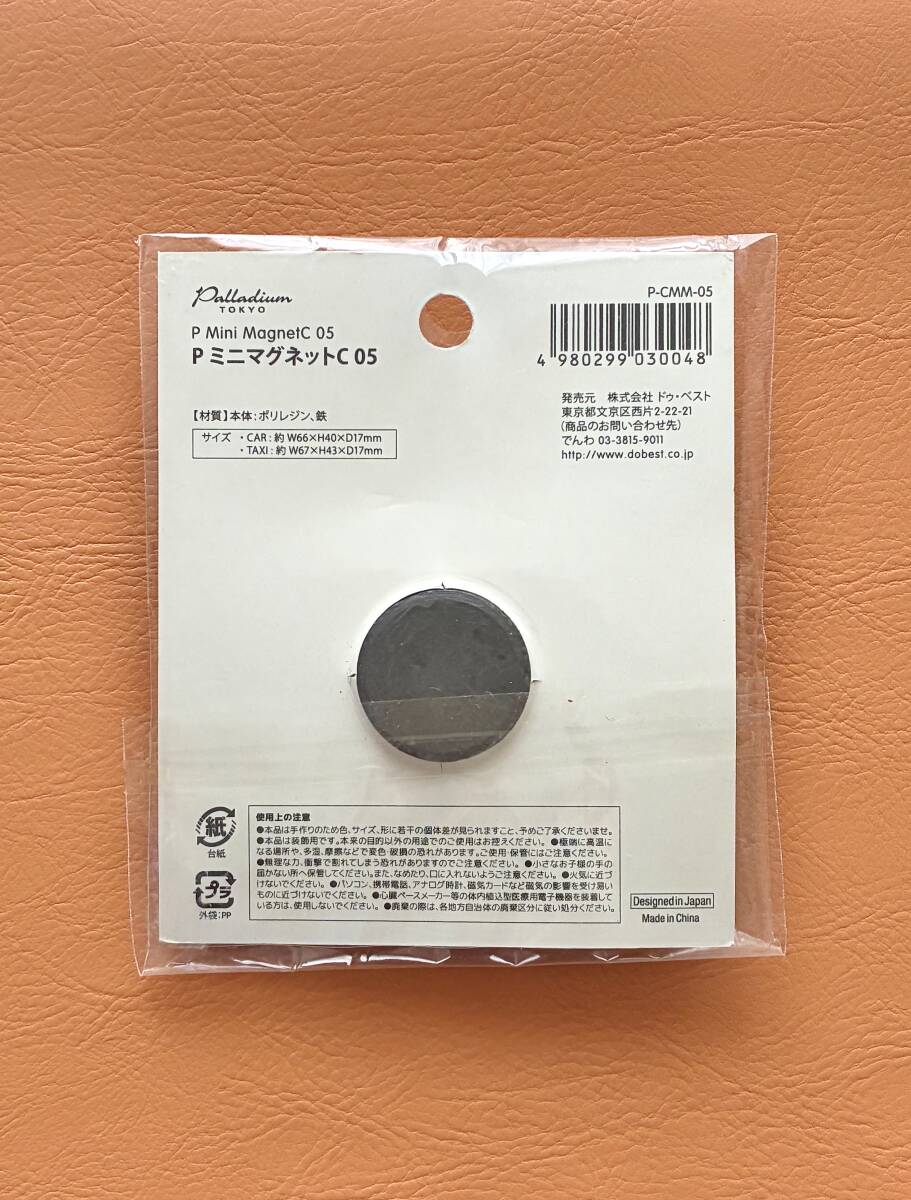 Palladium
TOKYO
P Mini MagnetC 05
P ミニマグネットC 05
【材質】本体：ポリレジン、鉄
サイズ ・CAR：約 W66×H40×D17mm
・TAXI：約 W67×H43×D17mm
P-CMM-05
4 980299 030048
発売元　株式会社 ドゥ・ベスト
東京都文京区西片2-22-21
(商品のお問い合わせ先)
でんわ 03-3815-9011
http://www.dobest.co.jp
紙
台紙
プラ
外袋：PP
使用上の注意
●本品は手作りのため色、サイズ、形に若干の個体差が見られますこと、予めご了承くださいませ。
●本品は装飾用です。本来の目的以外の用途でのご使用はお控えください。●極端に高温に
なる場所や、多湿、摩擦などで変色・破損の恐れがあります。ご使用・保管にはご注意ください。
●無理な力、衝撃で割れてしまう恐れがありますのでご注意ください。●小さなお子様の手の
届かない所へ保管してください。また、なめたり、口に入れないようご注意ください。●火気に近づ
けないでください。●パソコン、携帯電話、アナログ時計、磁気カードなど磁気の影響を受け易い
ものに近づけないでください。●心臓ペースメーカー等の体内植込型医療用電子機器を装着して
いる方は、使用しないでください。●廃棄の際は、各地方自治体の廃棄区分に従い処分ください。
Designed in Japan
Made in China